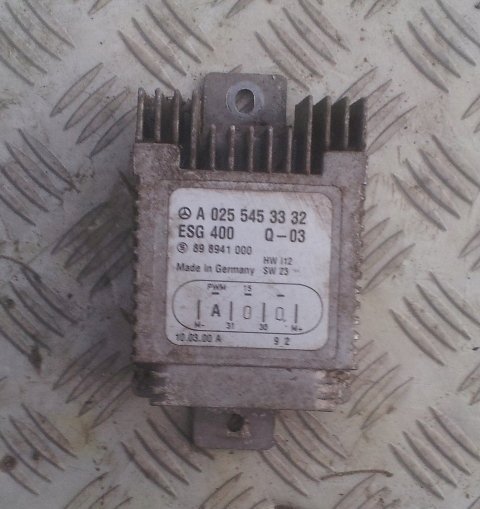 A 025 545 33 32
ESG 400 Q-03
89 8941 000
HW I12
Made in Germany SW 23
PWM 15
A 0 0
M- 31 30 M-
10.03.00 A 9 2